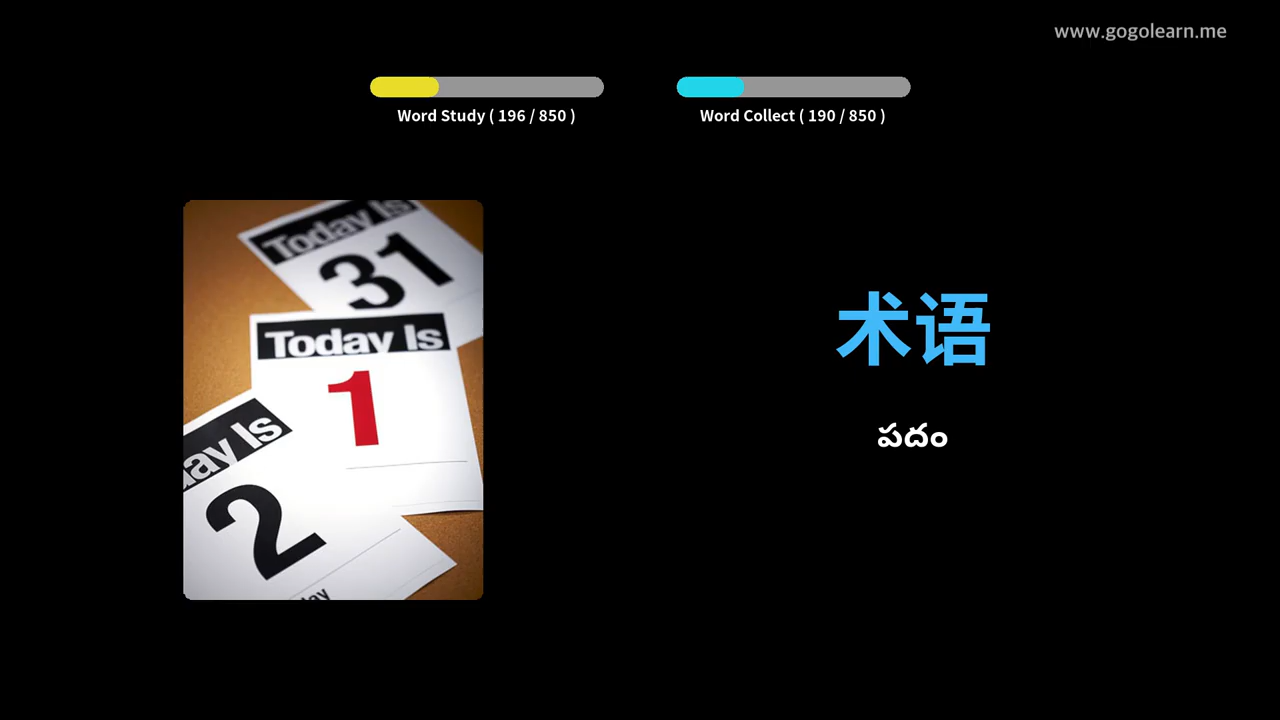 www.gogolearn.me
Word Study ( 196 / 850 )
Word Collect ( 190 / 850 )
Today Is
31
Today Is
1
ay Is
2
术语
పదం